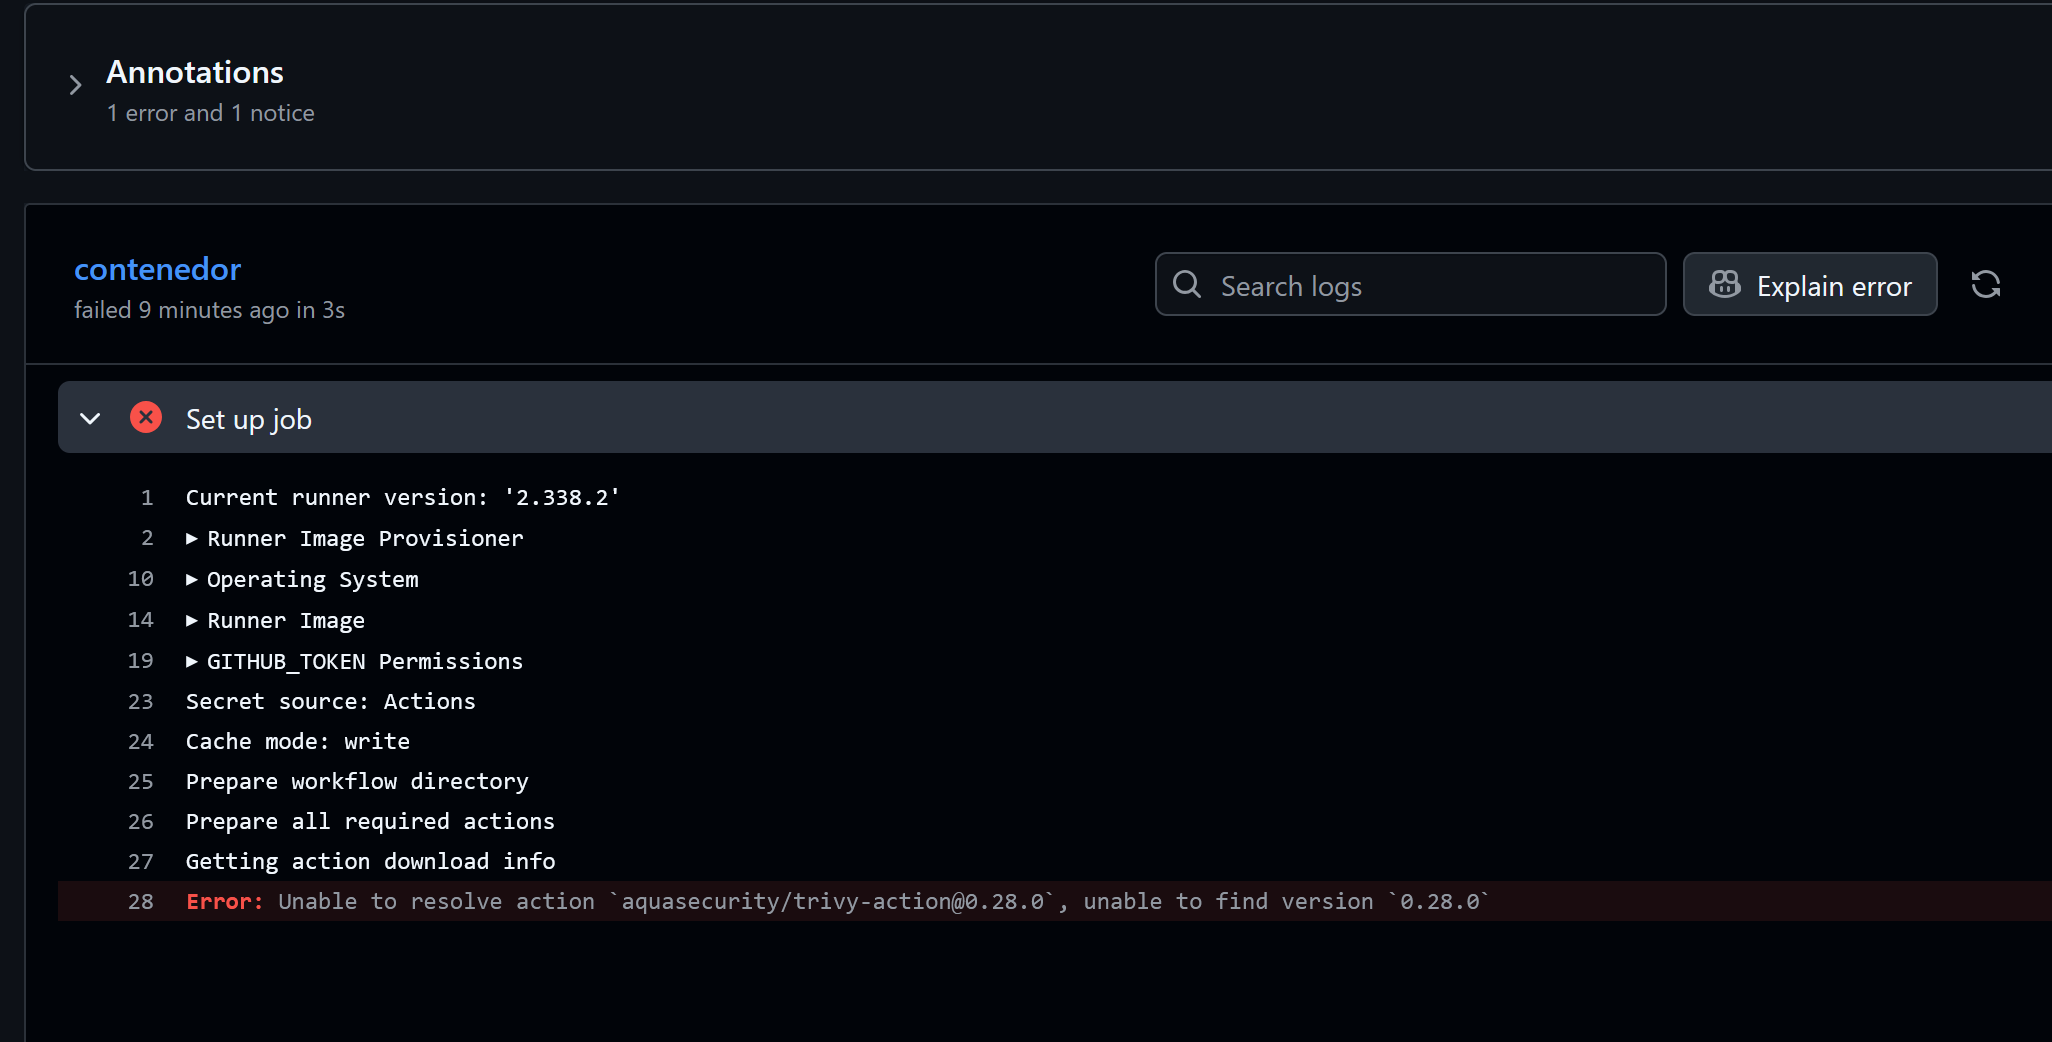 Annotations
1 error and 1 notice
contenedor
failed 9 minutes ago in 3s
Search logs
Explain error
Set up job
1 Current runner version: '2.338.2'
2 ▶ Runner Image Provisioner
10 ▶ Operating System
14 ▶ Runner Image
19 ▶ GITHUB_TOKEN Permissions
23 Secret source: Actions
24 Cache mode: write
25 Prepare workflow directory
26 Prepare all required actions
27 Getting action download info
28 Error: Unable to resolve action `aquasecurity/trivy-action@0.28.0`, unable to find version `0.28.0`